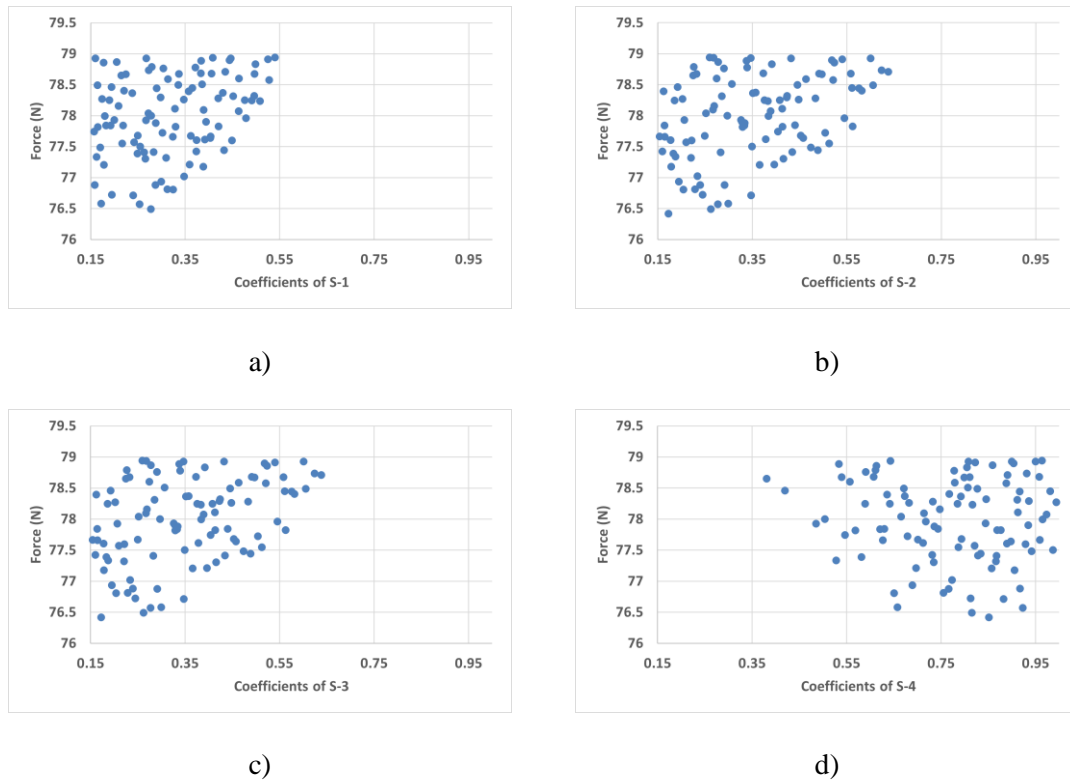 79.5
79
78.5
78
77.5
77
76.5
76
Force (N)
0.15 0.35 0.55 0.75 0.95
Coefficients of S-1
a)
79.5
79
78.5
78
77.5
77
76.5
76
Force (N)
0.15 0.35 0.55 0.75 0.95
Coefficients of S-2
b)
79.5
79
78.5
78
77.5
77
76.5
76
Force (N)
0.15 0.35 0.55 0.75 0.95
Coefficients of S-3
c)
79.5
79
78.5
78
77.5
77
76.5
76
Force (N)
0.15 0.35 0.55 0.75 0.95
Coefficients of S-4
d)